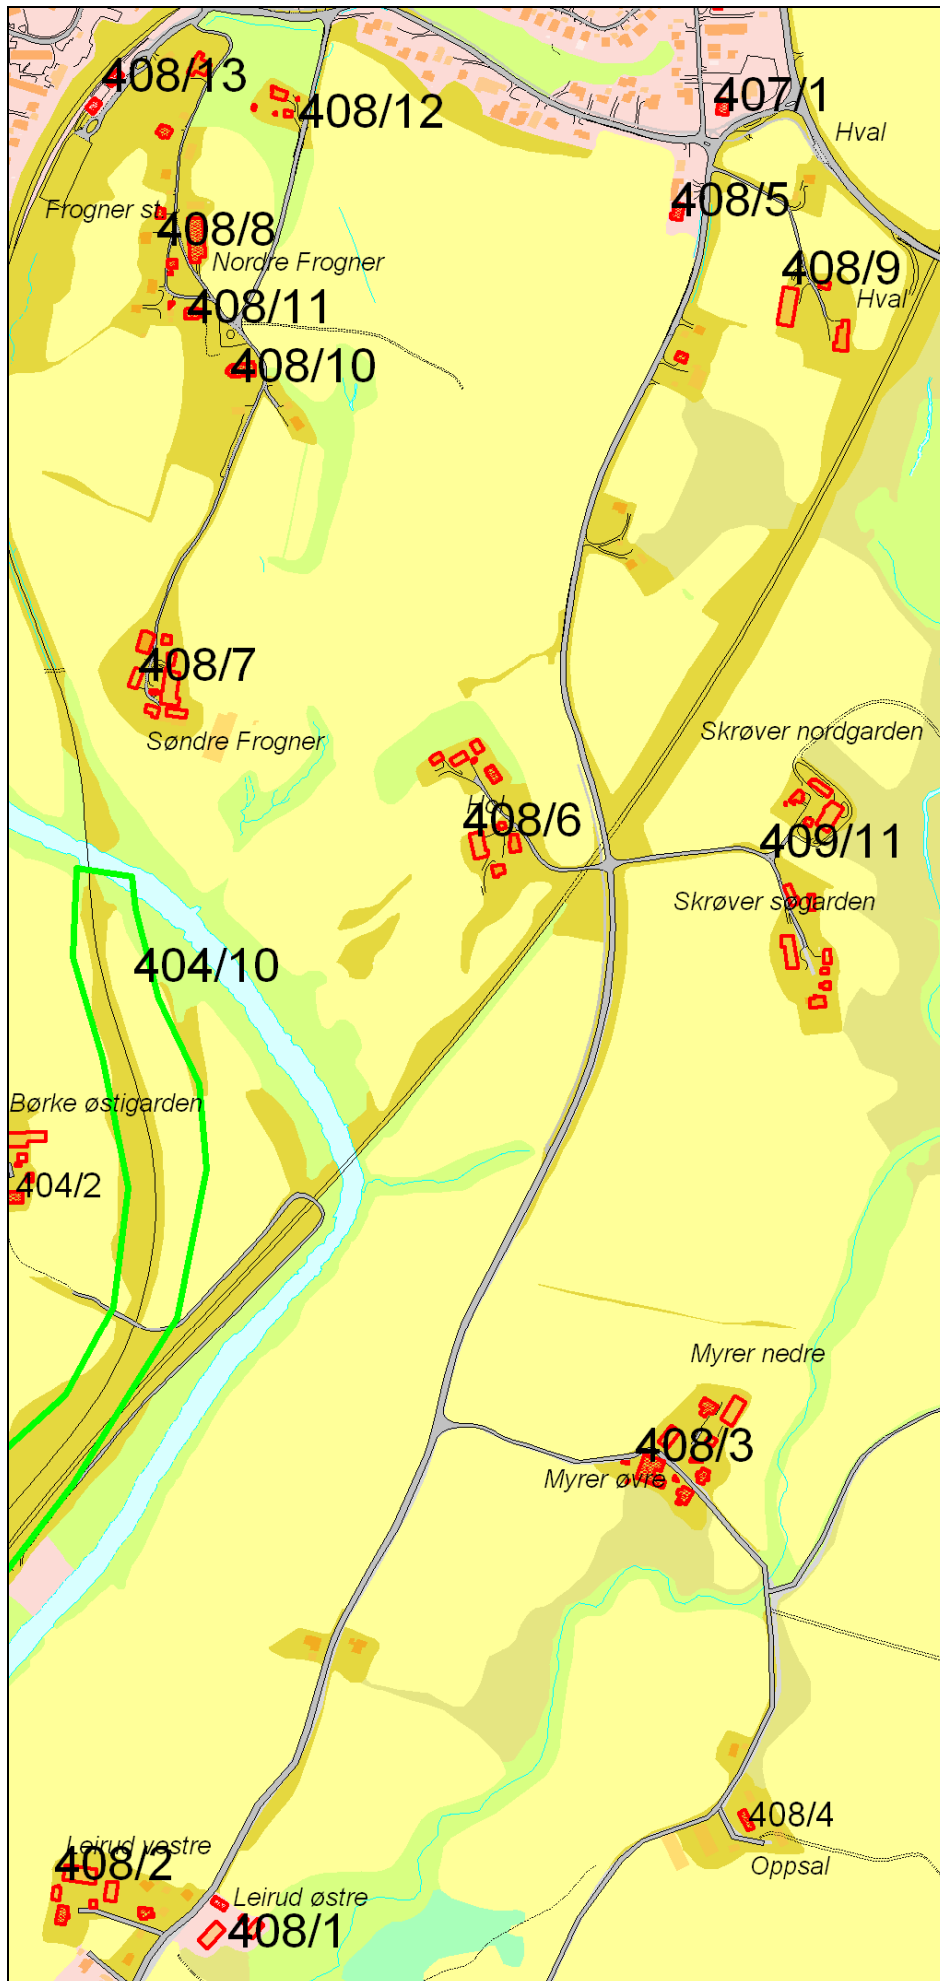 408/13
407/1
408/12
Hval
408/5
Frogner st
408/8
Nordre Frogner
408/9
Hval
408/11
408/10
408/7
Skrøver nordgarden
Søndre Frogner
Hol
408/6
409/11
Skrøver søgarden
404/10
Børke østigarden
404/2
Myrer nedre
408/3
Myrer øvre
408/4
Leirud vestre
408/2
Oppsal
Leirud østre
408/1